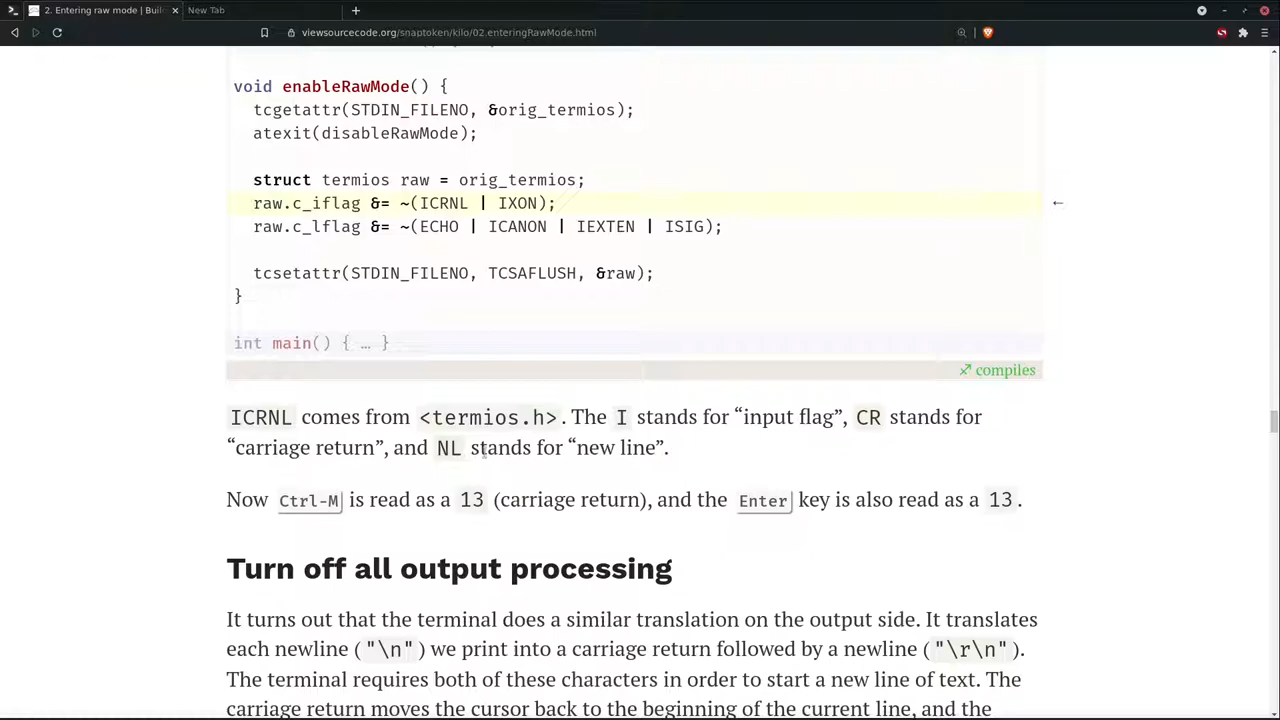 2. Entering raw mode | Buil
New Tab
viewsourcecode.org/snaptoken/kilo/02.enteringRawMode.html
void enableRawMode() {
tcgetattr(STDIN_FILENO, &orig_termios);
atexit(disableRawMode);
struct termios raw = orig_termios;
raw.c_iflag &= ~(ICRNL | IXON);
←
raw.c_lflag &= ~(ECHO | ICANON | IEXTEN | ISIG);
tcsetattr(STDIN_FILENO, TCSAFLUSH, &raw);
}
int main() { … }
♐ compiles
ICRNL comes from <termios.h>. The I stands for “input flag”, CR stands for
“carriage return”, and NL stands for “new line”.
Now Ctrl-M is read as a 13 (carriage return), and the Enter key is also read as a 13.
Turn off all output processing
It turns out that the terminal does a similar translation on the output side. It translates
each newline ("\n") we print into a carriage return followed by a newline ("\r\n").
The terminal requires both of these characters in order to start a new line of text. The
carriage return moves the cursor back to the beginning of the current line, and the